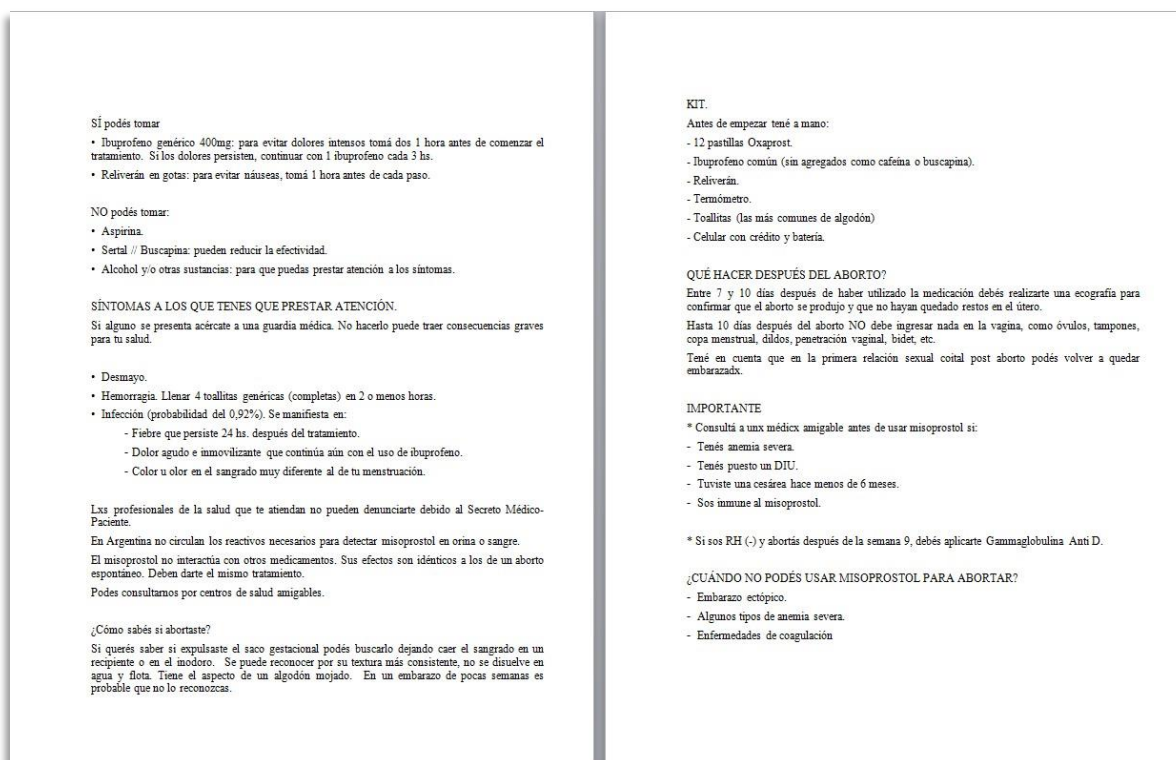 SÍ podés tomar
• Ibuprofeno genérico 400mg: para evitar dolores intensos tomá dos 1 hora antes de comenzar el
tratamiento. Si los dolores persisten, continuar con 1 ibuprofeno cada 3 hs.
• Reliverán en gotas: para evitar náuseas, tomá 1 hora antes de cada paso.
NO podés tomar:
• Aspirina.
• Sertal // Buscapina: pueden reducir la efectividad.
• Alcohol y/o otras sustancias: para que puedas prestar atención a los síntomas.
SÍNTOMAS A LOS QUE TENES QUE PRESTAR ATENCIÓN.
Si alguno se presenta acércate a una guardia médica. No hacerlo puede traer consecuencias graves
para tu salud.
• Desmayo.
• Hemorragia. Llenar 4 toallitas genéricas (completas) en 2 o menos horas.
• Infección (probabilidad del 0,92%). Se manifiesta en:
- Fiebre que persiste 24 hs. después del tratamiento.
- Dolor agudo e inmovilizante que continúa aún con el uso de ibuprofeno.
- Color u olor en el sangrado muy diferente al de tu menstruación.
Lxs profesionales de la salud que te atiendan no pueden denunciarte debido al Secreto Médico-
Paciente.
En Argentina no circulan los reactivos necesarios para detectar misoprostol en orina o sangre.
El misoprostol no interactúa con otros medicamentos. Sus efectos son idénticos a los de un aborto
espontáneo. Deben darte el mismo tratamiento.
Podes consultarnos por centros de salud amigables.
¿Cómo sabés si abortaste?
Si querés saber si expulsaste el saco gestacional podés buscarlo dejando caer el sangrado en un
recipiente o en el inodoro. Se puede reconocer por su textura más consistente, no se disuelve en
agua y flota. Tiene el aspecto de un algodón mojado. En un embarazo de pocas semanas es
probable que no lo reconozcas.
KIT.
Antes de empezar tené a mano:
- 12 pastillas Oxaprost.
- Ibuprofeno común (sin agregados como cafeína o buscapina).
- Reliverán.
- Termómetro.
- Toallitas (las más comunes de algodón)
- Celular con crédito y batería.
QUÉ HACER DESPUÉS DEL ABORTO?
Entre 7 y 10 días después de haber utilizado la medicación debés realizarte una ecografía para
confirmar que el aborto se produjo y que no hayan quedado restos en el útero.
Hasta 10 días después del aborto NO debe ingresar nada en la vagina, como óvulos, tampones,
copa menstrual, dildos, penetración vaginal, bidet, etc.
Tené en cuenta que en la primera relación sexual coital post aborto podés volver a quedar
embarazadx.
IMPORTANTE
* Consultá a unx médicx amigable antes de usar misoprostol si:
- Tenés anemia severa.
- Tenés puesto un DIU.
- Tuviste una cesárea hace menos de 6 meses.
- Sos inmune al misoprostol.
* Si sos RH (-) y abortás después de la semana 9, debés aplicarte Gammaglobulina Anti D.
¿CUÁNDO NO PODÉS USAR MISOPROSTOL PARA ABORTAR?
- Embarazo ectópico.
- Algunos tipos de anemia severa.
- Enfermedades de coagulación